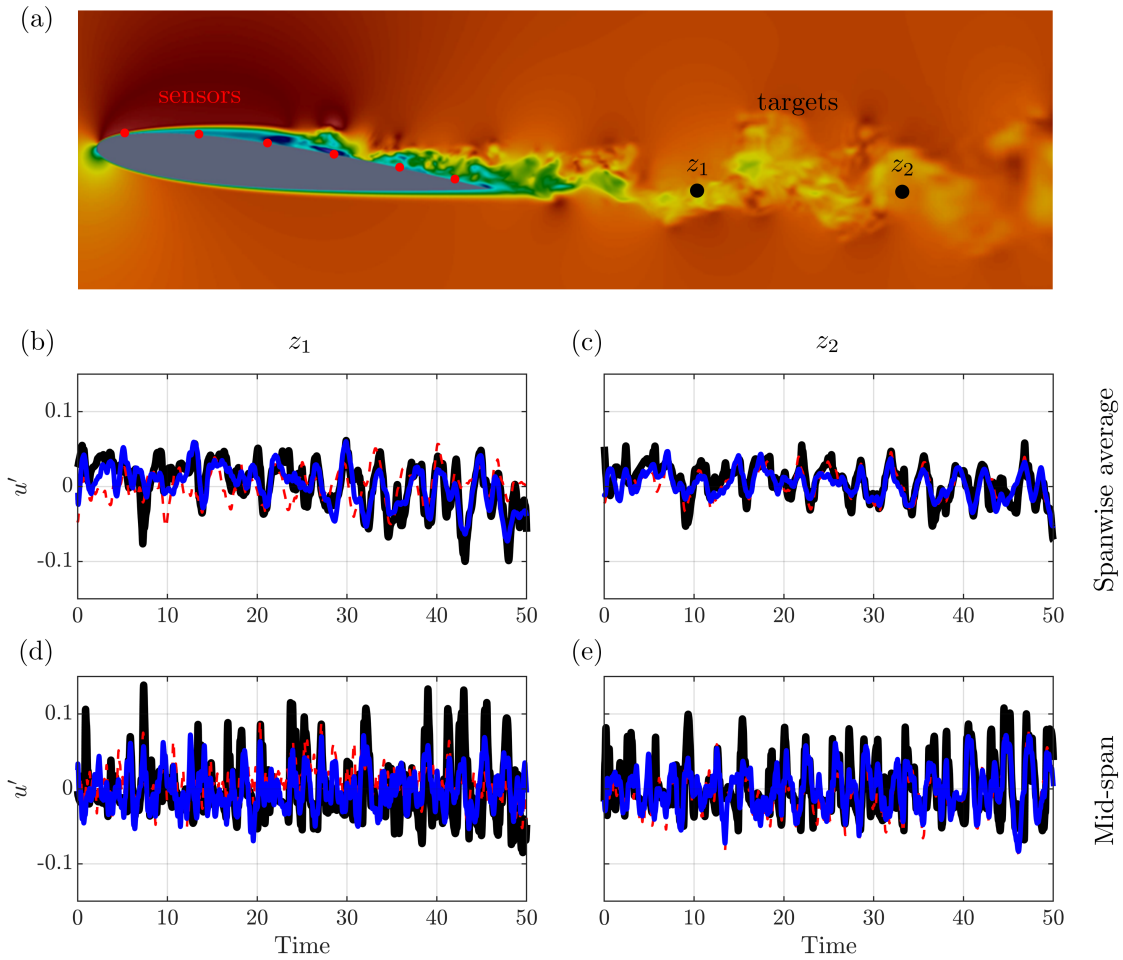 (a)
sensors
targets
z₁
z₂
(b)
z₁
(c)
z₂
0.1
0
-0.1
u′
0 10 20 30 40 50
0 10 20 30 40 50
Spanwise average
(d)
(e)
0.1
0
-0.1
u′
0 10 20 30 40 50
0 10 20 30 40 50
Time
Time
Mid-span